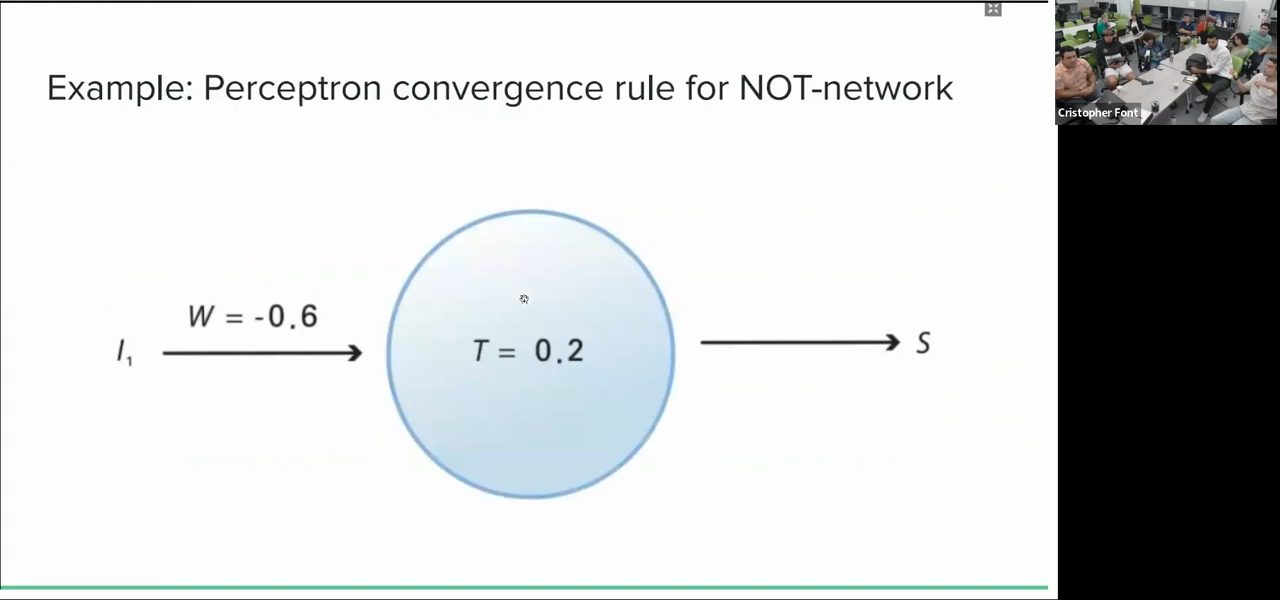 Example: Perceptron convergence rule for NOT-network
Cristopher Font
W = -0.6
I₁
T = 0.2
S